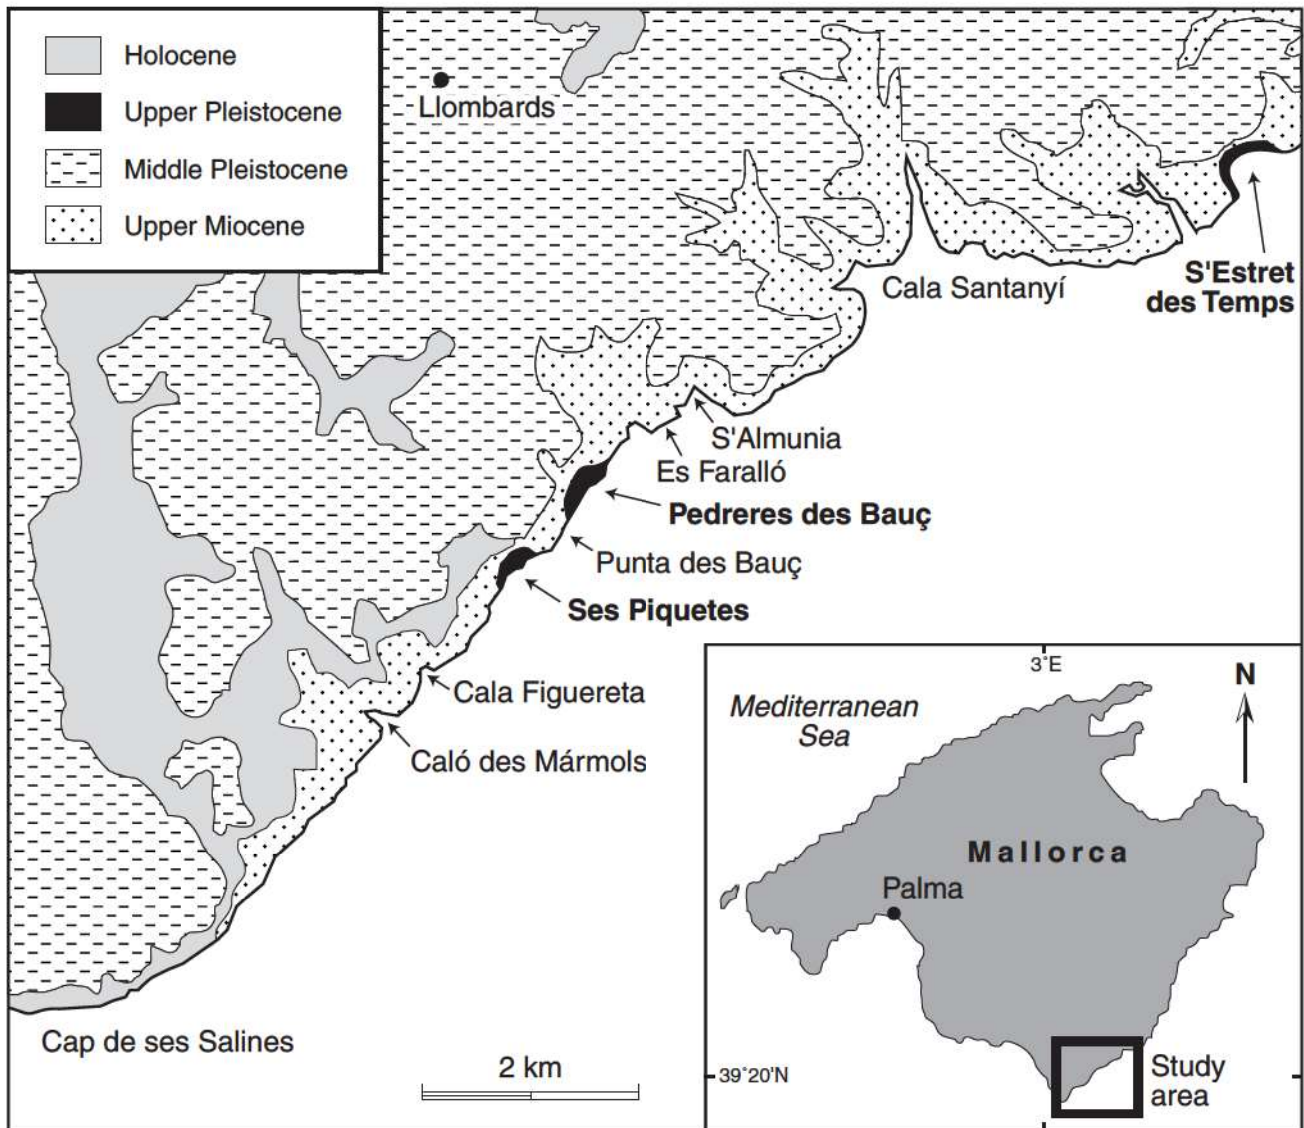 Holocene
Upper Pleistocene
Middle Pleistocene
Upper Miocene
Llombards
Cala Santanyí
S'Estret
des Temps
S'Almunia
Es Faralló
Pedreres des Bauç
Punta des Bauç
Ses Piquetes
Cala Figuereta
Caló des Mármols
Cap de ses Salines
2 km
3°E
N
Mediterranean
Sea
Mallorca
Palma
39°20'N
Study
area